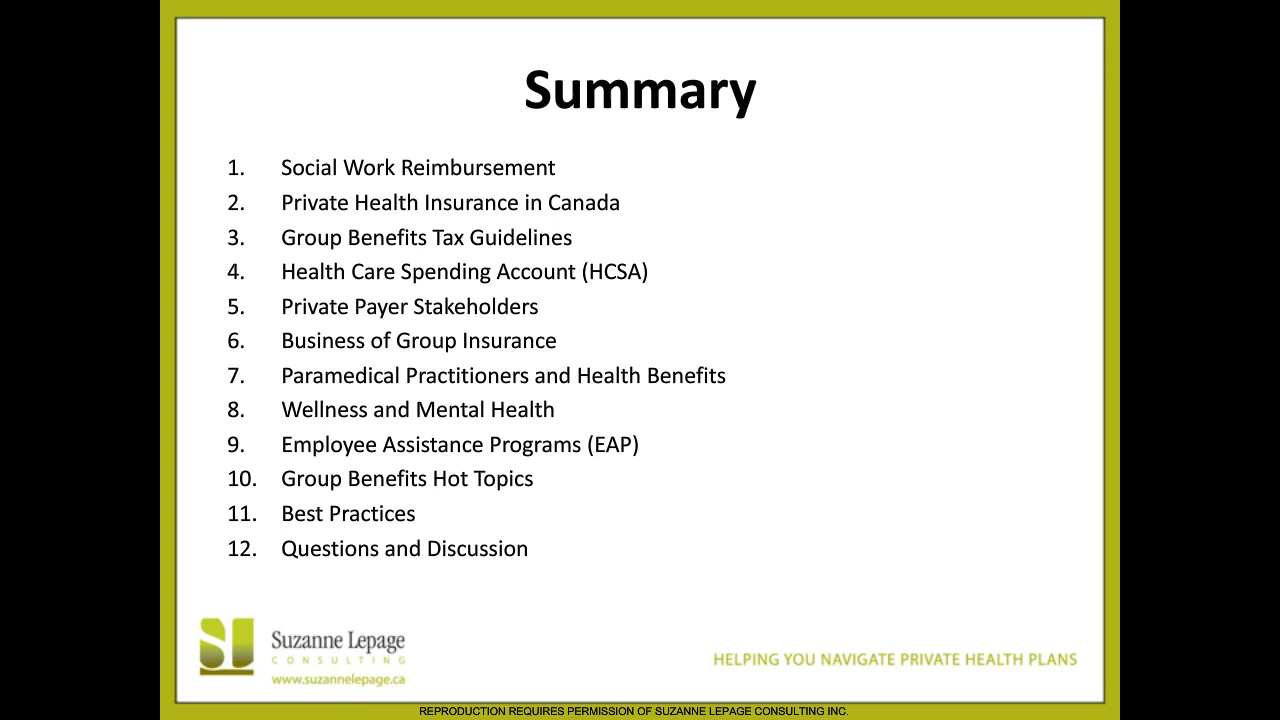 Summary
1. Social Work Reimbursement
2. Private Health Insurance in Canada
3. Group Benefits Tax Guidelines
4. Health Care Spending Account (HCSA)
5. Private Payer Stakeholders
6. Business of Group Insurance
7. Paramedical Practitioners and Health Benefits
8. Wellness and Mental Health
9. Employee Assistance Programs (EAP)
10. Group Benefits Hot Topics
11. Best Practices
12. Questions and Discussion
SL
Suzanne Lepage
CONSULTING
www.suzannelepage.ca
HELPING YOU NAVIGATE PRIVATE HEALTH PLANS
REPRODUCTION REQUIRES PERMISSION OF SUZANNE LEPAGE CONSULTING INC.